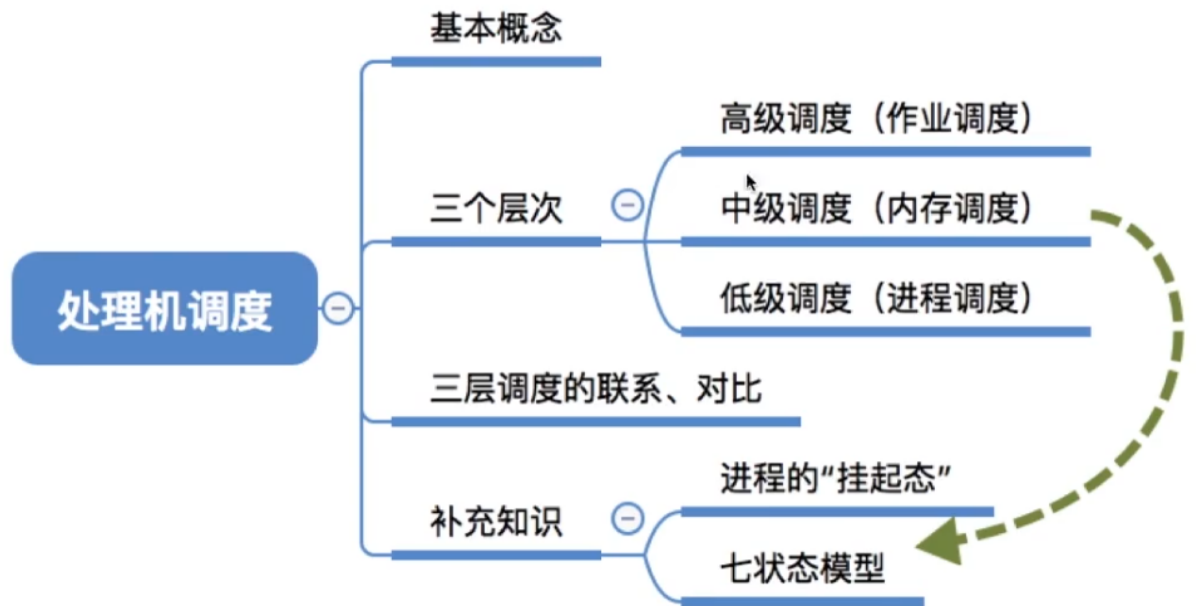 处理机调度
基本概念
三个层次
高级调度（作业调度）
中级调度（内存调度）
低级调度（进程调度）
三层调度的联系、对比
补充知识
进程的“挂起态”
七状态模型